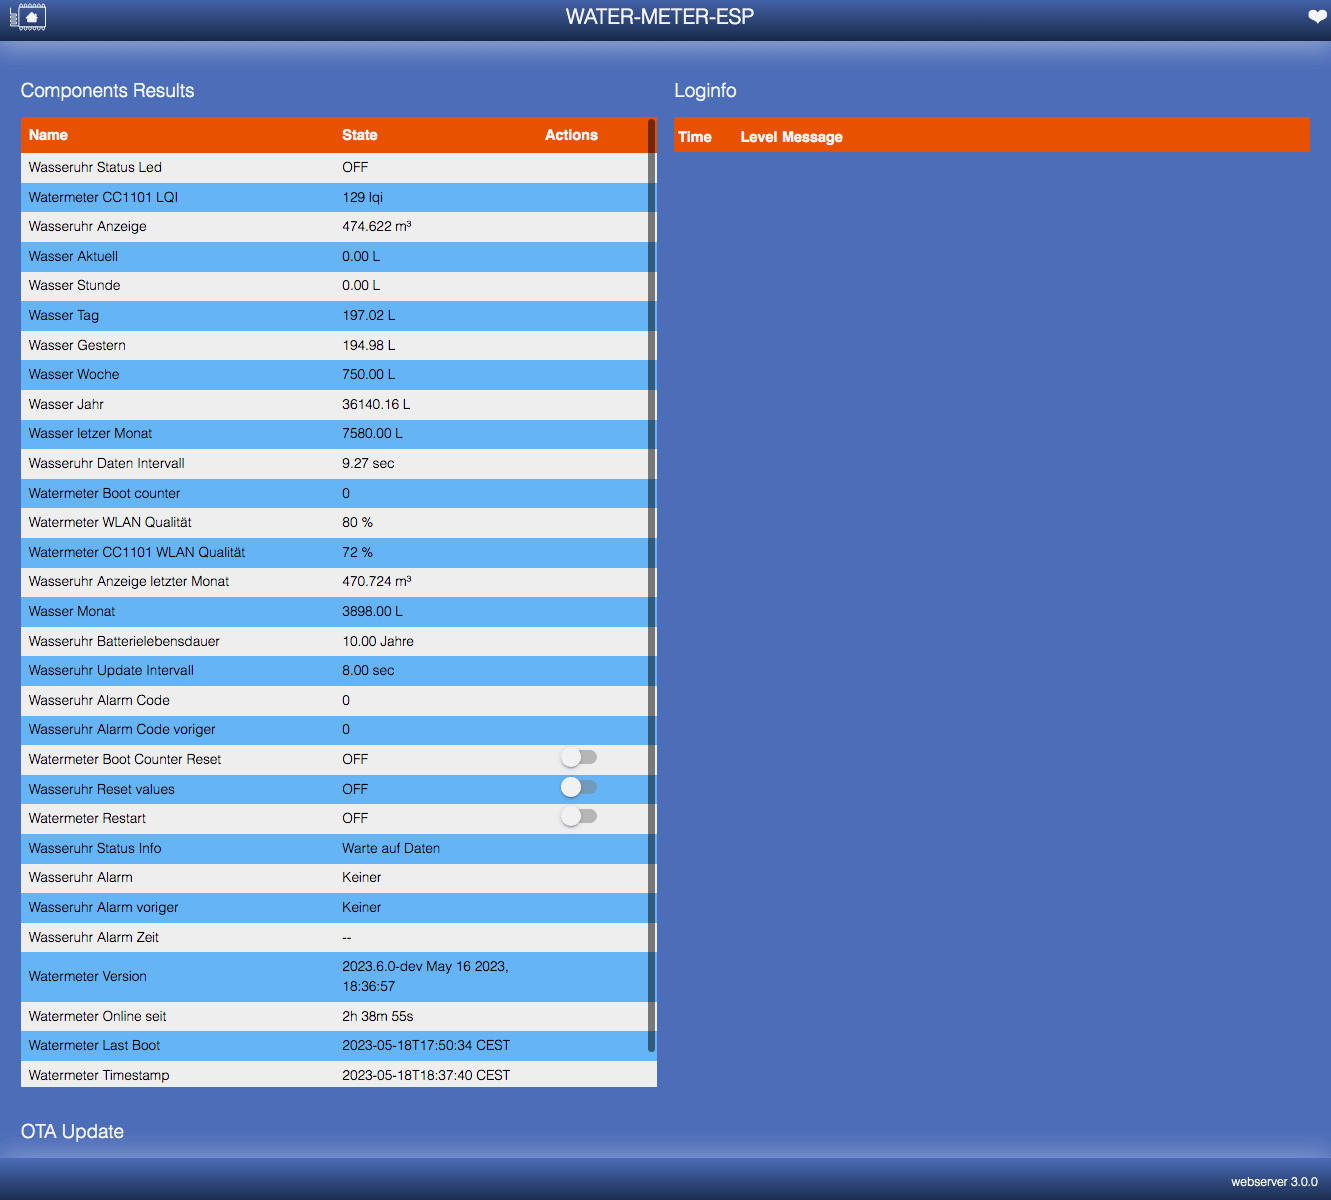 WATER-METER-ESP
Components Results
Name State Actions
Wasseruhr Status Led OFF
Watermeter CC1101 LQI 129 lqi
Wasseruhr Anzeige 474.622 m³
Wasser Aktuell 0.00 L
Wasser Stunde 0.00 L
Wasser Tag 197.02 L
Wasser Gestern 194.98 L
Wasser Woche 750.00 L
Wasser Jahr 36140.16 L
Wasser letzer Monat 7580.00 L
Wasseruhr Daten Intervall 9.27 sec
Watermeter Boot counter 0
Watermeter WLAN Qualität 80 %
Watermeter CC1101 WLAN Qualität 72 %
Wasseruhr Anzeige letzter Monat 470.724 m³
Wasser Monat 3898.00 L
Wasseruhr Batterielebensdauer 10.00 Jahre
Wasseruhr Update Intervall 8.00 sec
Wasseruhr Alarm Code 0
Wasseruhr Alarm Code voriger 0
Watermeter Boot Counter Reset OFF
Wasseruhr Reset values OFF
Watermeter Restart OFF
Wasseruhr Status Info Warte auf Daten
Wasseruhr Alarm Keiner
Wasseruhr Alarm voriger Keiner
Wasseruhr Alarm Zeit --
Watermeter Version 2023.6.0-dev May 16 2023,
18:36:57
Watermeter Online seit 2h 38m 55s
Watermeter Last Boot 2023-05-18T17:50:34 CEST
Watermeter Timestamp 2023-05-18T18:37:40 CEST
OTA Update
Loginfo
Time Level Message
webserver 3.0.0